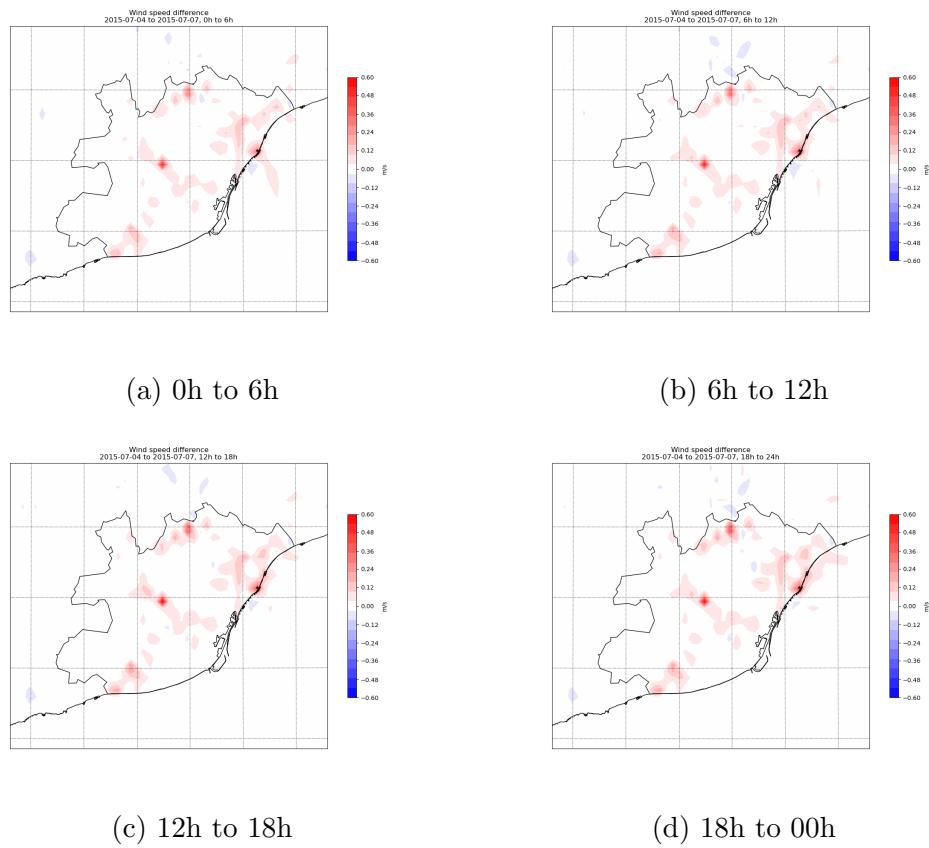 Wind speed difference
2015-07-04 to 2015-07-07, 0h to 6h
0.60
0.48
0.36
0.24
0.12
0.00
−0.12
−0.24
−0.36
−0.48
−0.60
m/s
(a) 0h to 6h
Wind speed difference
2015-07-04 to 2015-07-07, 6h to 12h
0.60
0.48
0.36
0.24
0.12
0.00
−0.12
−0.24
−0.36
−0.48
−0.60
m/s
(b) 6h to 12h
Wind speed difference
2015-07-04 to 2015-07-07, 12h to 18h
0.60
0.48
0.36
0.24
0.12
0.00
−0.12
−0.24
−0.36
−0.48
−0.60
m/s
(c) 12h to 18h
Wind speed difference
2015-07-04 to 2015-07-07, 18h to 24h
0.60
0.48
0.36
0.24
0.12
0.00
−0.12
−0.24
−0.36
−0.48
−0.60
m/s
(d) 18h to 00h